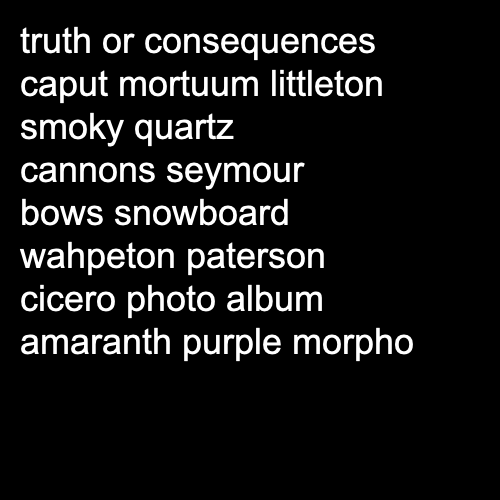 truth or consequences
caput mortuum littleton
smoky quartz
cannons seymour
bows snowboard
wahpeton paterson
cicero photo album
amaranth purple morpho